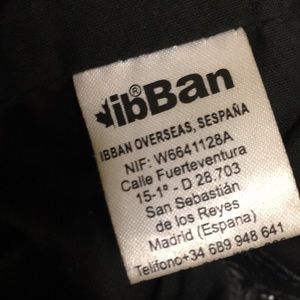 ibBan®
IBBAN OVERSEAS, SESPAÑA
NIF: W6641128A
Calle Fuerteventura
15-1º - D 28.703
San Sebastián
de los Reyes
Madrid (Espana)
Telifono+34 689 948 641